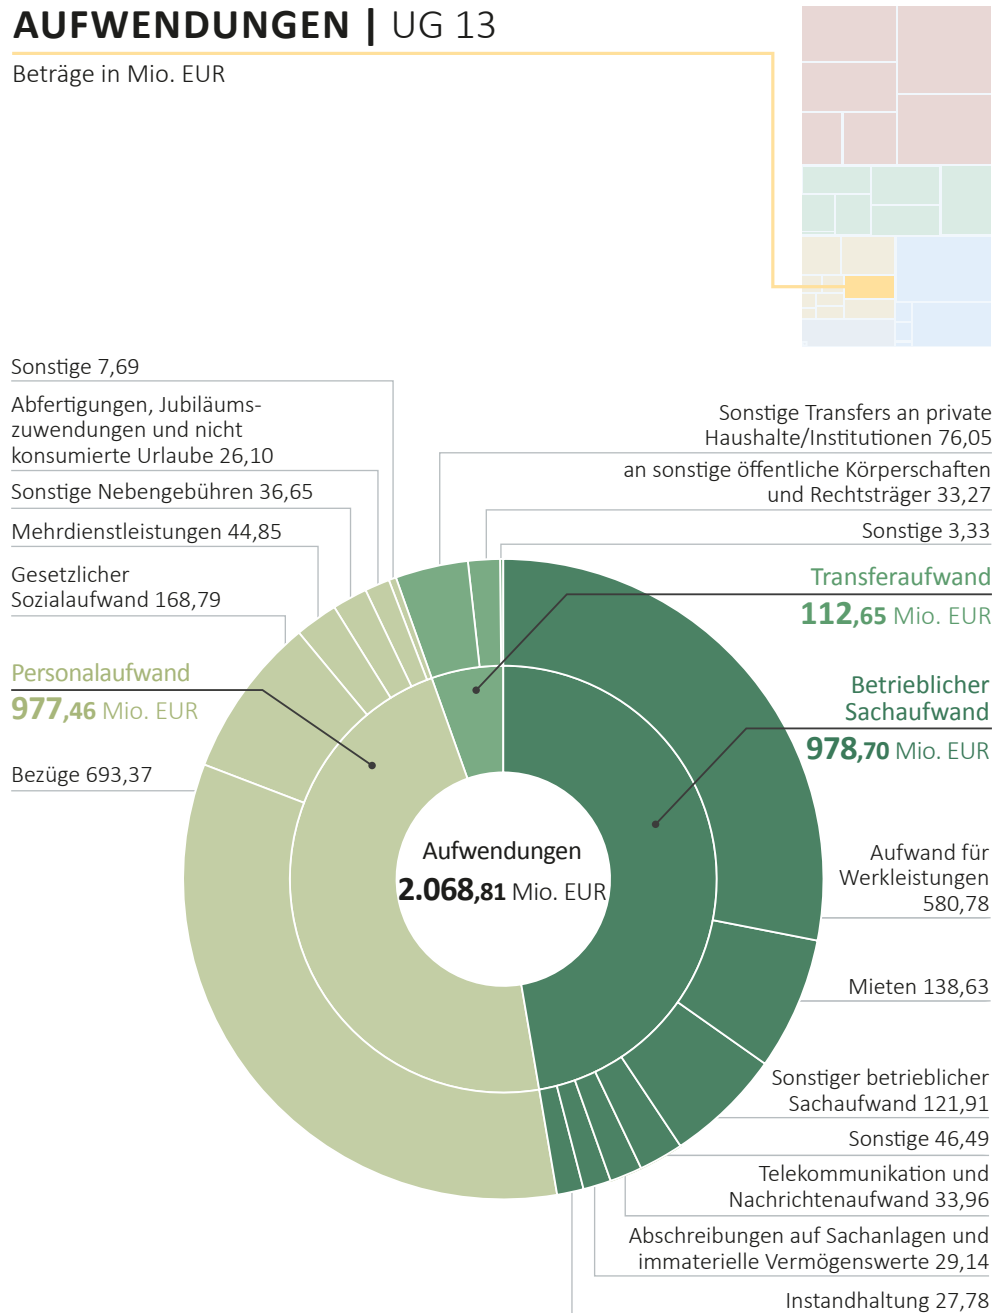 AUFWENDUNGEN | UG 13
Beträge in Mio. EUR
Sonstige 7,69
Abfertigungen, Jubiläums-
zuwendungen und nicht
konsumierte Urlaube 26,10
Sonstige Nebengebühren 36,65
Mehrdienstleistungen 44,85
Gesetzlicher
Sozialaufwand 168,79
Personalaufwand
977,46 Mio. EUR
Bezüge 693,37
Sonstige Transfers an private
Haushalte/Institutionen 76,05
an sonstige öffentliche Körperschaften
und Rechtsträger 33,27
Sonstige 3,33
Transferaufwand
112,65 Mio. EUR
Betrieblicher
Sachaufwand
978,70 Mio. EUR
Aufwendungen
2.068,81 Mio. EUR
Aufwand für
Werkleistungen
580,78
Mieten 138,63
Sonstiger betrieblicher
Sachaufwand 121,91
Sonstige 46,49
Telekommunikation und
Nachrichtenaufwand 33,96
Abschreibungen auf Sachanlagen und
immaterielle Vermögenswerte 29,14
Instandhaltung 27,78